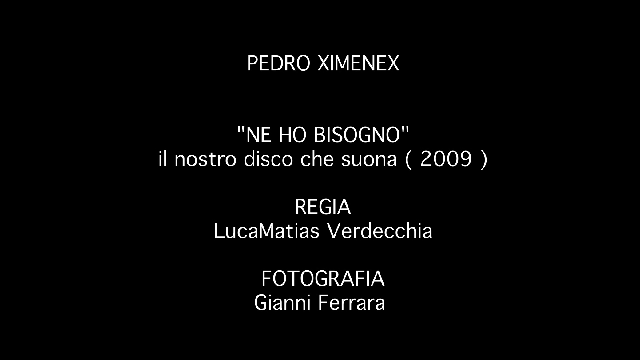 PEDRO XIMENEX
"NE HO BISOGNO"
il nostro disco che suona ( 2009 )
REGIA
LucaMatias Verdecchia
FOTOGRAFIA
Gianni Ferrara